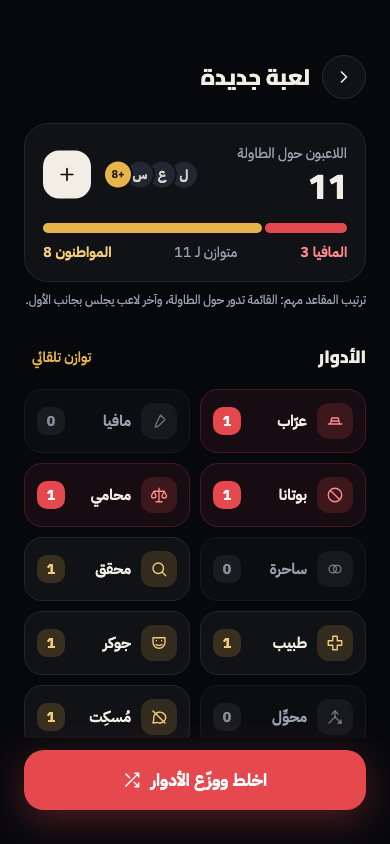 لعبة جديدة
اللاعبون حول الطاولة
11
ل ع س +8
المافيا 3 متوازن لـ 11 المواطنون 8
ترتيب المقاعد مهم: القائمة تدور حول الطاولة، وآخر لاعب يجلس بجانب الأول.
الأدوار توازن تلقائي
عرّاب 1 مافيا 0
بوتانا 1 محامي 1
ساحرة 0 محقق 1
طبيب 1 جوكر 1
محوِّل 0 مُسكِت 1
اخلط ووزّع الأدوار